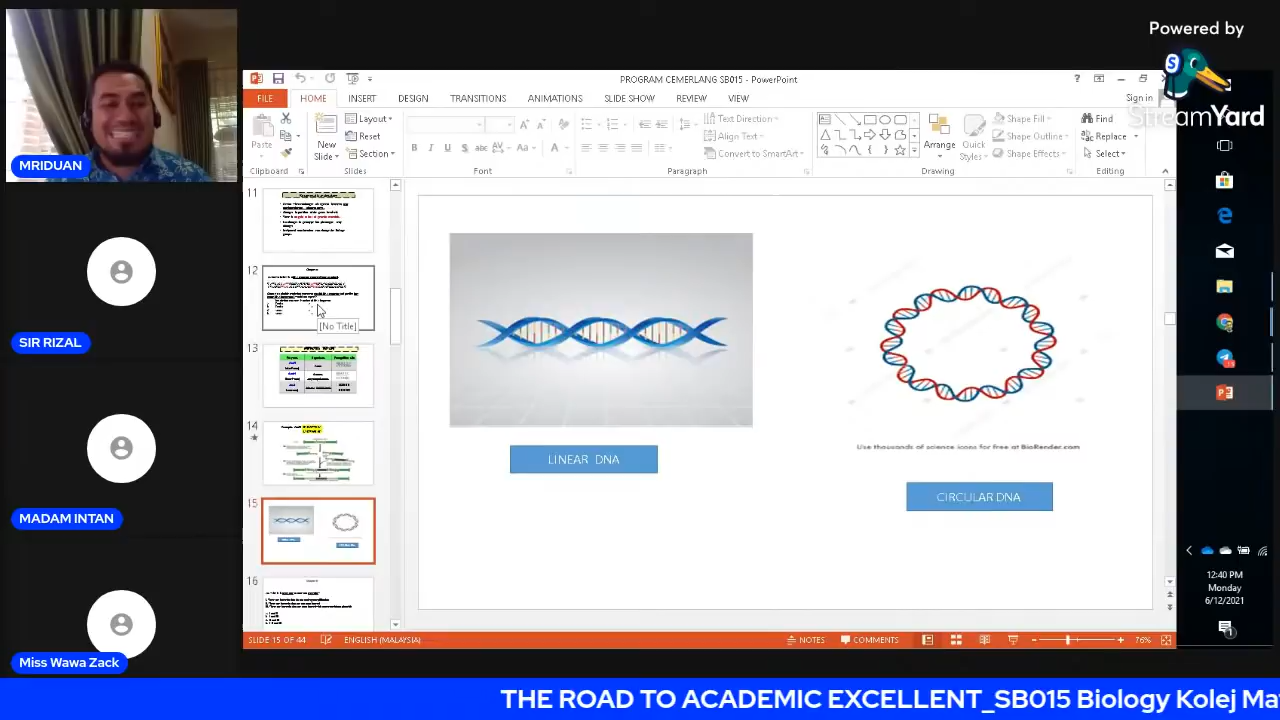 Powered by
StreamYard
MRIDUAN
SIR RIZAL
MADAM INTAN
Miss Wawa Zack
PROGRAM CEMERLANG SB015 - PowerPoint
Sign in
FILE HOME INSERT DESIGN TRANSITIONS ANIMATIONS SLIDE SHOW REVIEW VIEW
Paste
New Slide
Layout
Reset
Section
Text Direction
Align Text
Convert to SmartArt
Arrange
Quick Styles
Shape Fill
Shape Outline
Shape Effects
Find
Replace
Select
Clipboard Slides Font Paragraph Drawing Editing
11
12
[No Title]
13
14
15
16
LINEAR DNA
Use thousands of science icons for free at BioRender.com
CIRCULAR DNA
SLIDE 15 OF 44 ENGLISH (MALAYSIA) NOTES COMMENTS 76%
12:40 PM
Monday
6/12/2021
THE ROAD TO ACADEMIC EXCELLENT_SB015 Biology Kolej Ma